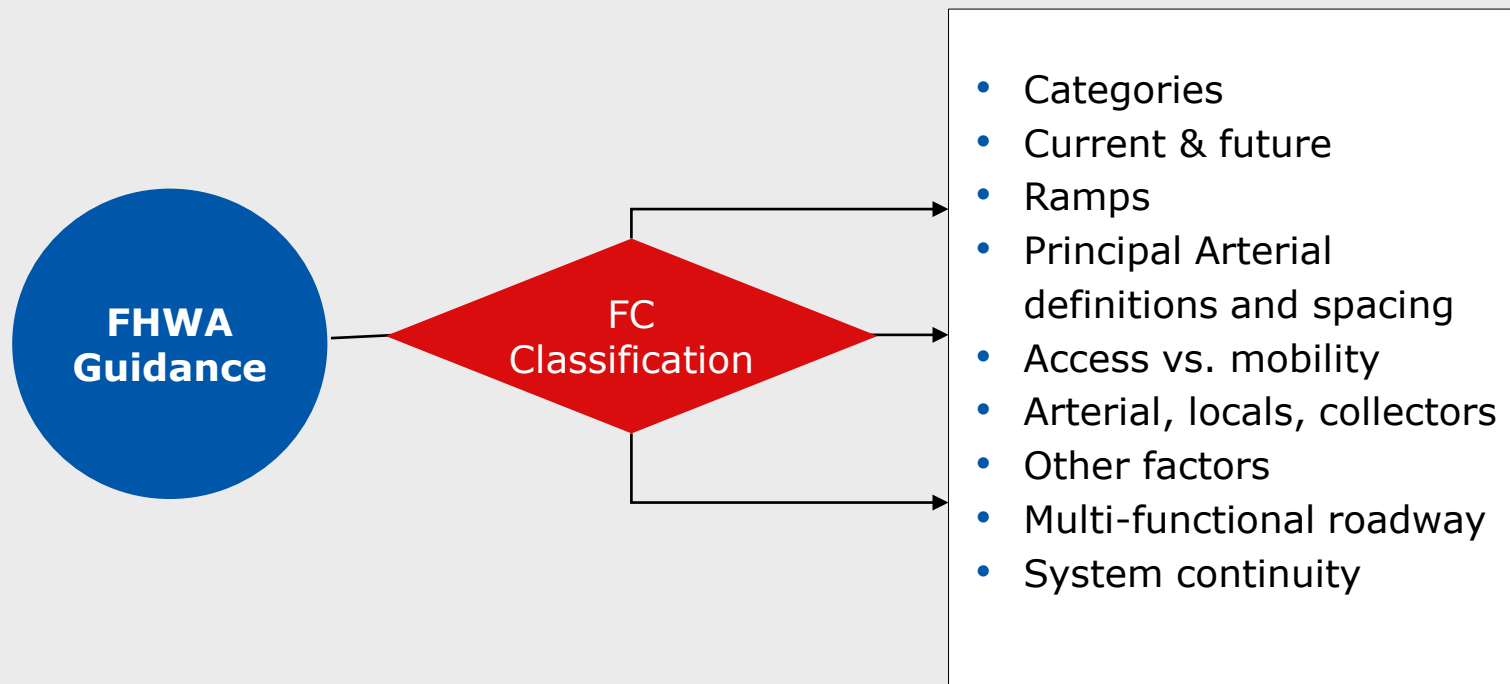 FHWA
Guidance
FC
Classification
• Categories
• Current & future
• Ramps
• Principal Arterial
definitions and spacing
• Access vs. mobility
• Arterial, locals, collectors
• Other factors
• Multi-functional roadway
• System continuity